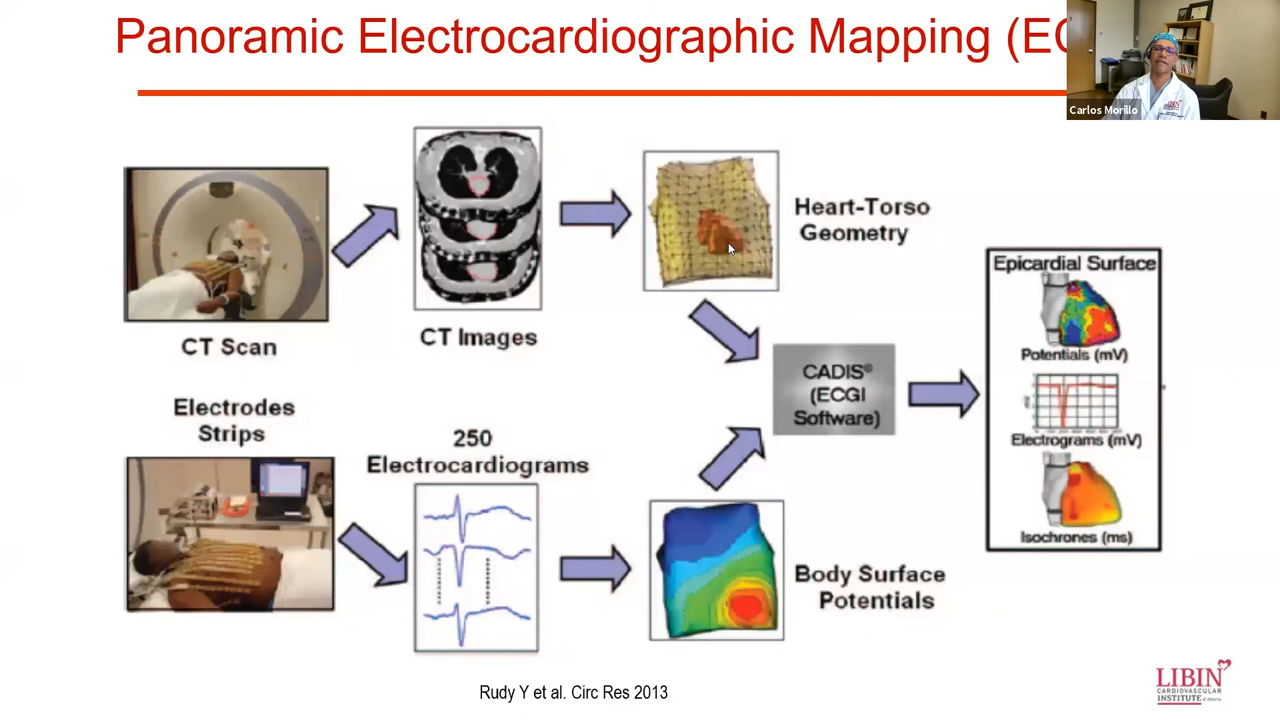 Panoramic Electrocardiographic Mapping (EC
Carlos Morillo
CT Scan
CT Images
Heart-Torso
Geometry
Electrodes
Strips
250
Electrocardiograms
Body Surface
Potentials
CADIS©
(ECGI
Software)
Epicardial Surface
Potentials (mV)
mV
Electrograms (mV)
Isochrones (ms)
Rudy Y et al. Circ Res 2013
LIBIN
CARDIOVASCULAR
INSTITUTE of Alberta